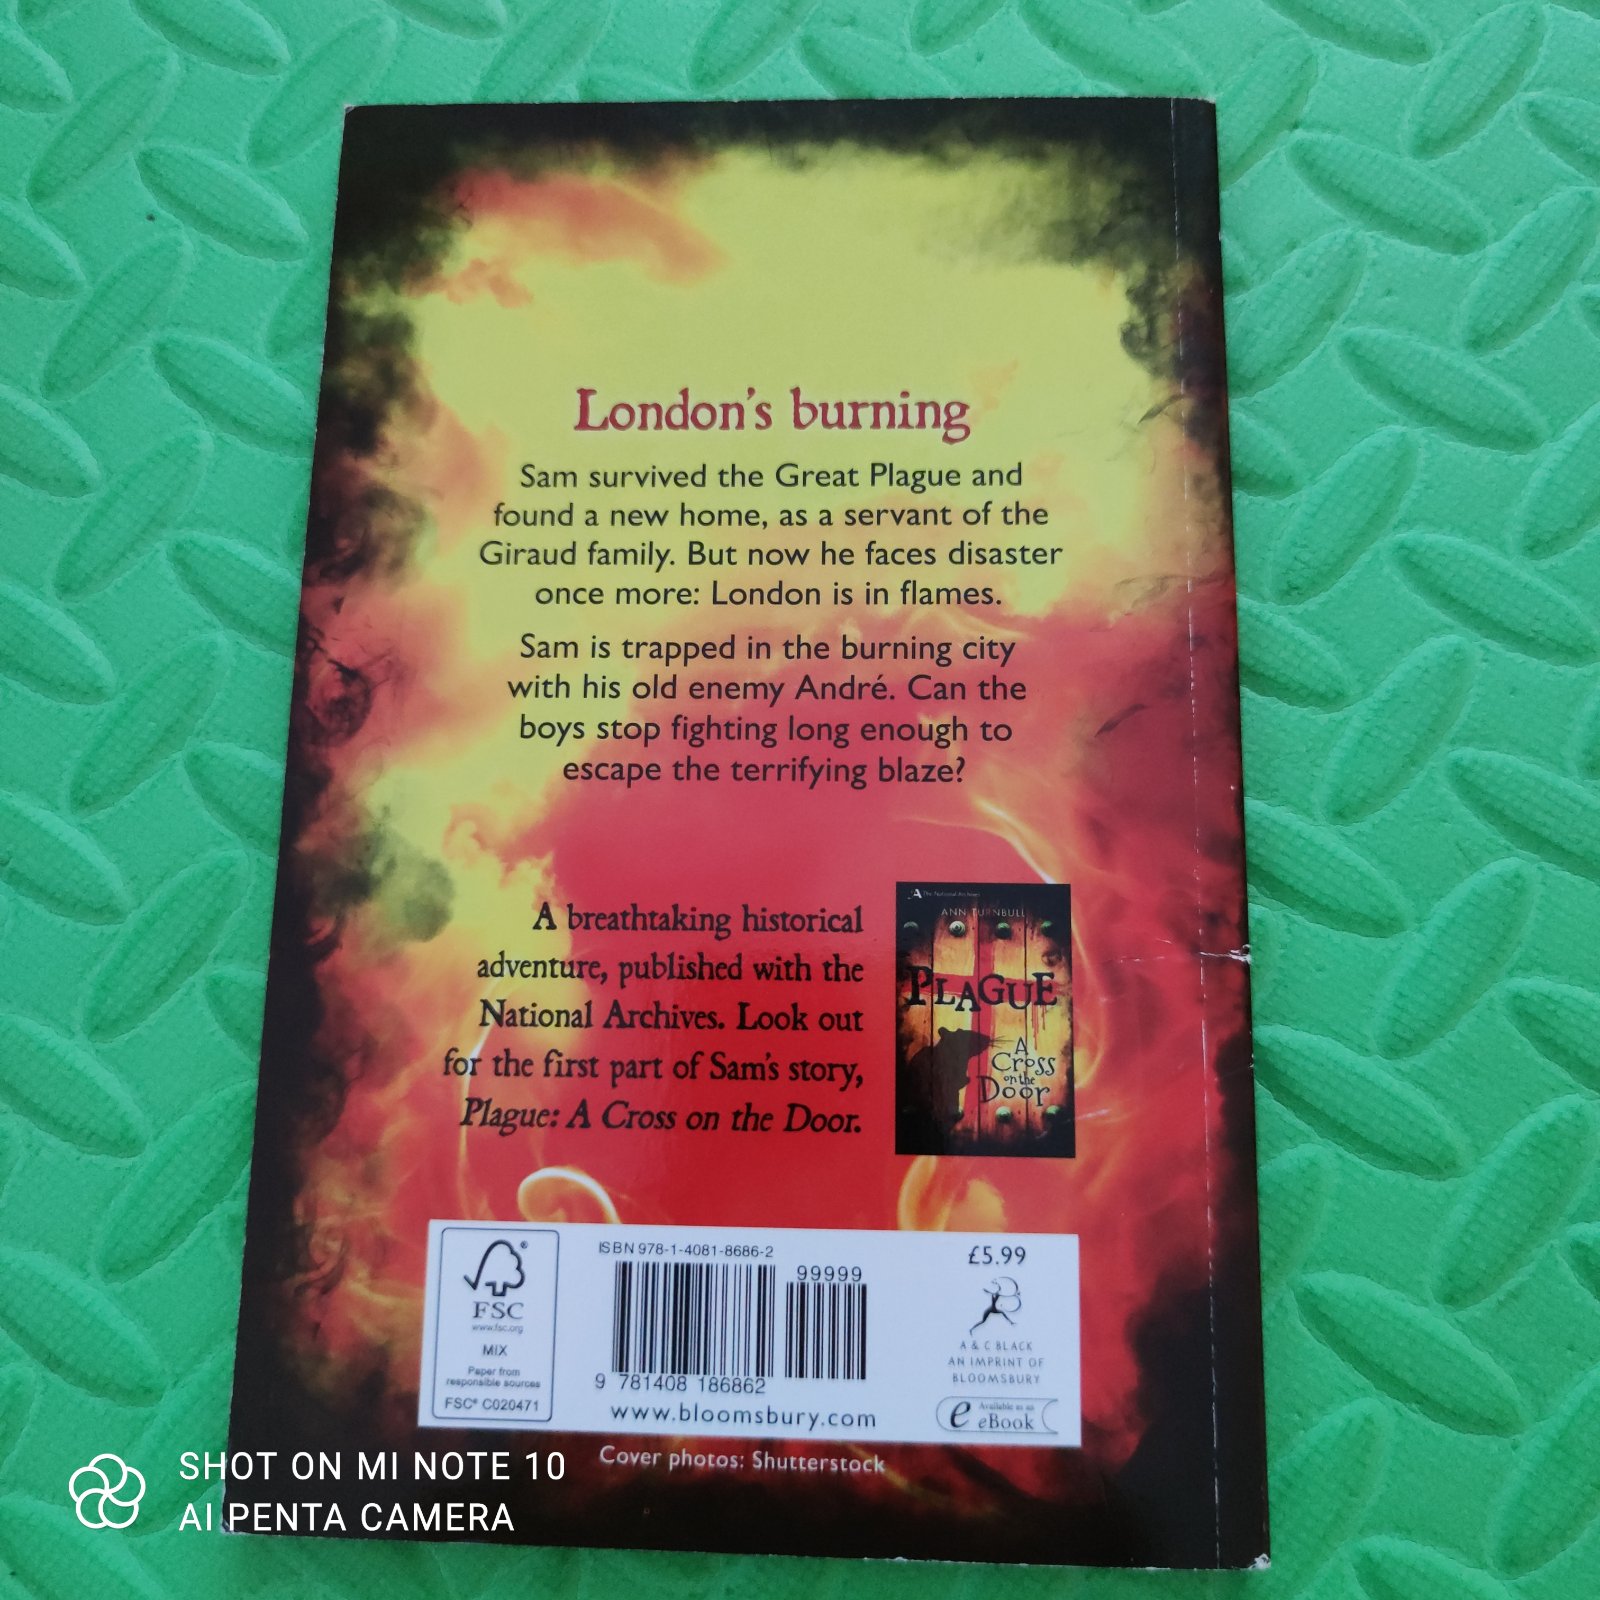 London's burning
Sam survived the Great Plague and
found a new home, as a servant of the
Giraud family. But now he faces disaster
once more: London is in flames.
Sam is trapped in the burning city
with his old enemy André. Can the
boys stop fighting long enough to
escape the terrifying blaze?
A breathtaking historical
adventure, published with the
National Archives. Look out
for the first part of Sam's story,
Plague: A Cross on the Door.
The National Archives
ANN TURNBULL
PLAGUE
A
Cross
on the
Door
FSC
www.fsc.org
MIX
Paper from
responsible sources
FSC® C020471
ISBN 978-1-4081-8686-2
99999
9 781408 186862
www.bloomsbury.com
£5.99
A & C BLACK
AN IMPRINT OF
BLOOMSBURY
Available as an
eBook
Cover photos: Shutterstock
SHOT ON MI NOTE 10
AI PENTA CAMERA